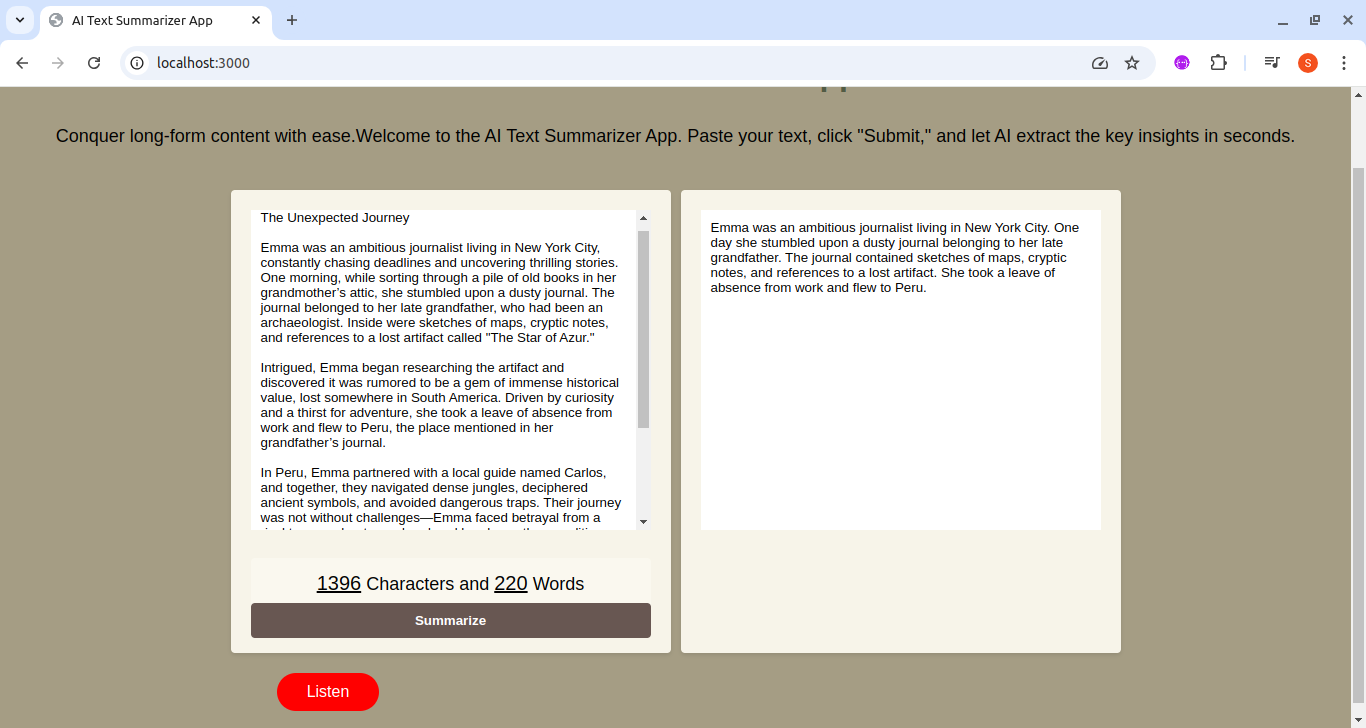 AI Text Summarizer App
localhost:3000
S
Conquer long-form content with ease.Welcome to the AI Text Summarizer App. Paste your text, click "Submit," and let AI extract the key insights in seconds.
The Unexpected Journey
Emma was an ambitious journalist living in New York City,
constantly chasing deadlines and uncovering thrilling stories.
One morning, while sorting through a pile of old books in her
grandmother’s attic, she stumbled upon a dusty journal. The
journal belonged to her late grandfather, who had been an
archaeologist. Inside were sketches of maps, cryptic notes,
and references to a lost artifact called "The Star of Azur."
Intrigued, Emma began researching the artifact and
discovered it was rumored to be a gem of immense historical
value, lost somewhere in South America. Driven by curiosity
and a thirst for adventure, she took a leave of absence from
work and flew to Peru, the place mentioned in her
grandfather’s journal.
In Peru, Emma partnered with a local guide named Carlos,
and together, they navigated dense jungles, deciphered
ancient symbols, and avoided dangerous traps. Their journey
was not without challenges—Emma faced betrayal from a
1396 Characters and 220 Words
Summarize
Listen
Emma was an ambitious journalist living in New York City. One
day she stumbled upon a dusty journal belonging to her late
grandfather. The journal contained sketches of maps, cryptic
notes, and references to a lost artifact. She took a leave of
absence from work and flew to Peru.